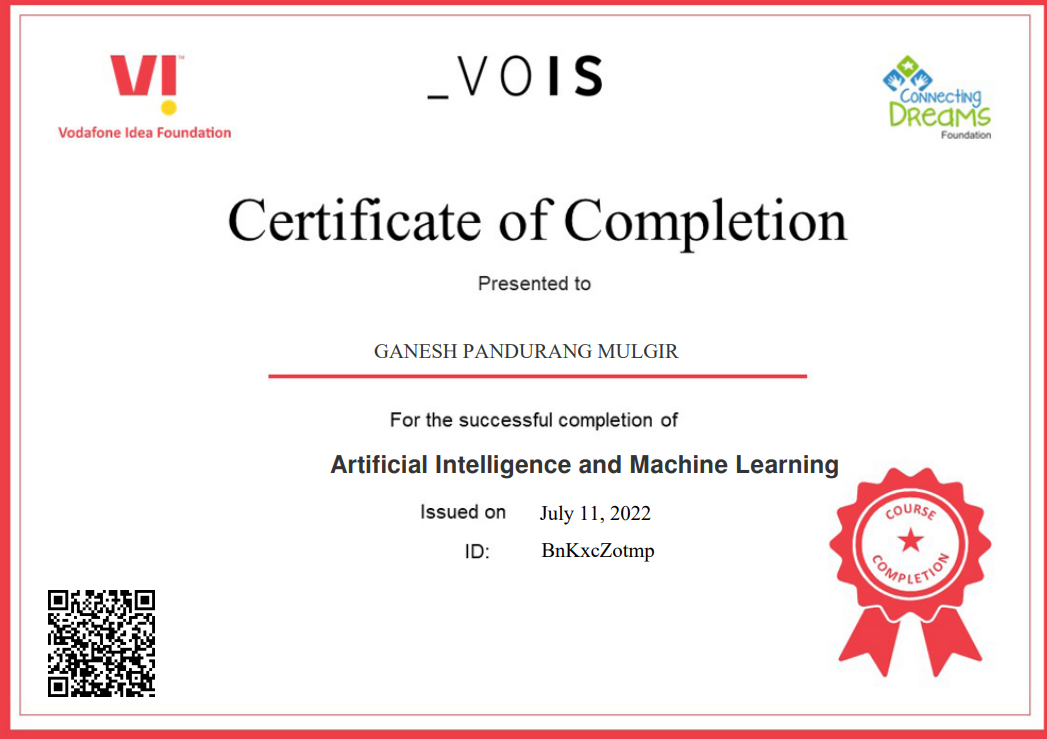 VI™
Vodafone Idea Foundation
_VOIS
Connecting
Dreams
Foundation
Certificate of Completion
Presented to
GANESH PANDURANG MULGIR
For the successful completion of
Artificial Intelligence and Machine Learning
Issued on July 11, 2022
ID: BnKxcZotmp
COURSE
COMPLETION